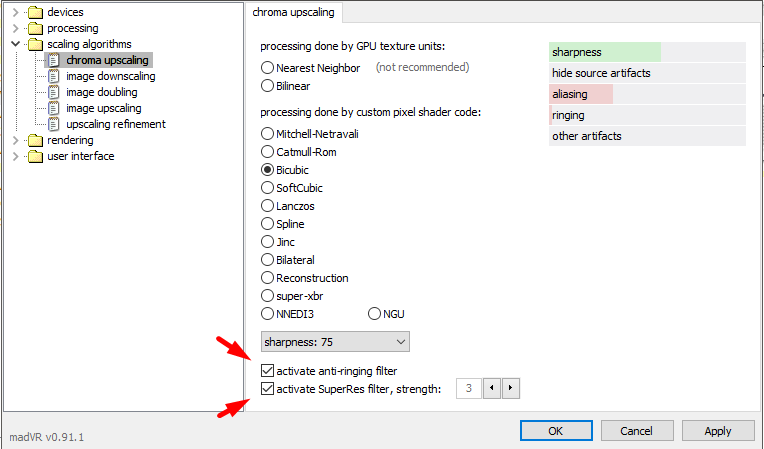 devices
processing
scaling algorithms
chroma upscaling
image downscaling
image doubling
image upscaling
upscaling refinement
rendering
user interface
madVR v0.91.1
chroma upscaling
processing done by GPU texture units:
Nearest Neighbor (not recommended)
Bilinear
processing done by custom pixel shader code:
Mitchell-Netravali
Catmull-Rom
Bicubic
SoftCubic
Lanczos
Spline
Jinc
Bilateral
Reconstruction
super-xbr
NNEDI3 NGU
sharpness: 75
activate anti-ringing filter
activate SuperRes filter, strength: 3
sharpness
hide source artifacts
aliasing
ringing
other artifacts
OK Cancel Apply